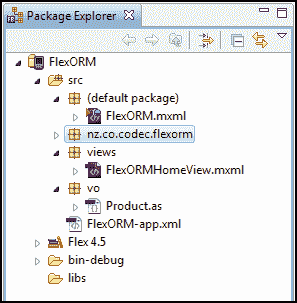 Package Explorer
FlexORM
src
(default package)
FlexORM.mxml
nz.co.codec.flexorm
views
FlexORMHomeView.mxml
vo
Product.as
FlexORM-app.xml
Flex 4.5
bin-debug
libs